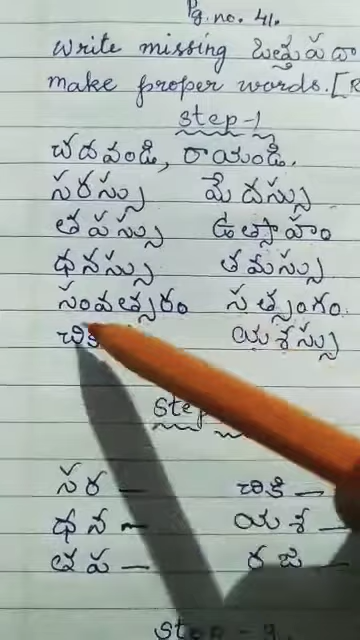 Pg.no. 41.
Write missing
make proper words. [R
Step-1
చదవండి, రాయండి.
సరస్సు మేదస్సు
తపస్సు ఉత్సాహం
ధనస్సు తమస్సు
సంవత్సరం సత్సంగం.
చికి యశస్సు
Step
సర — చికి —
ధన — యశ —
తప — రజ —
Step-